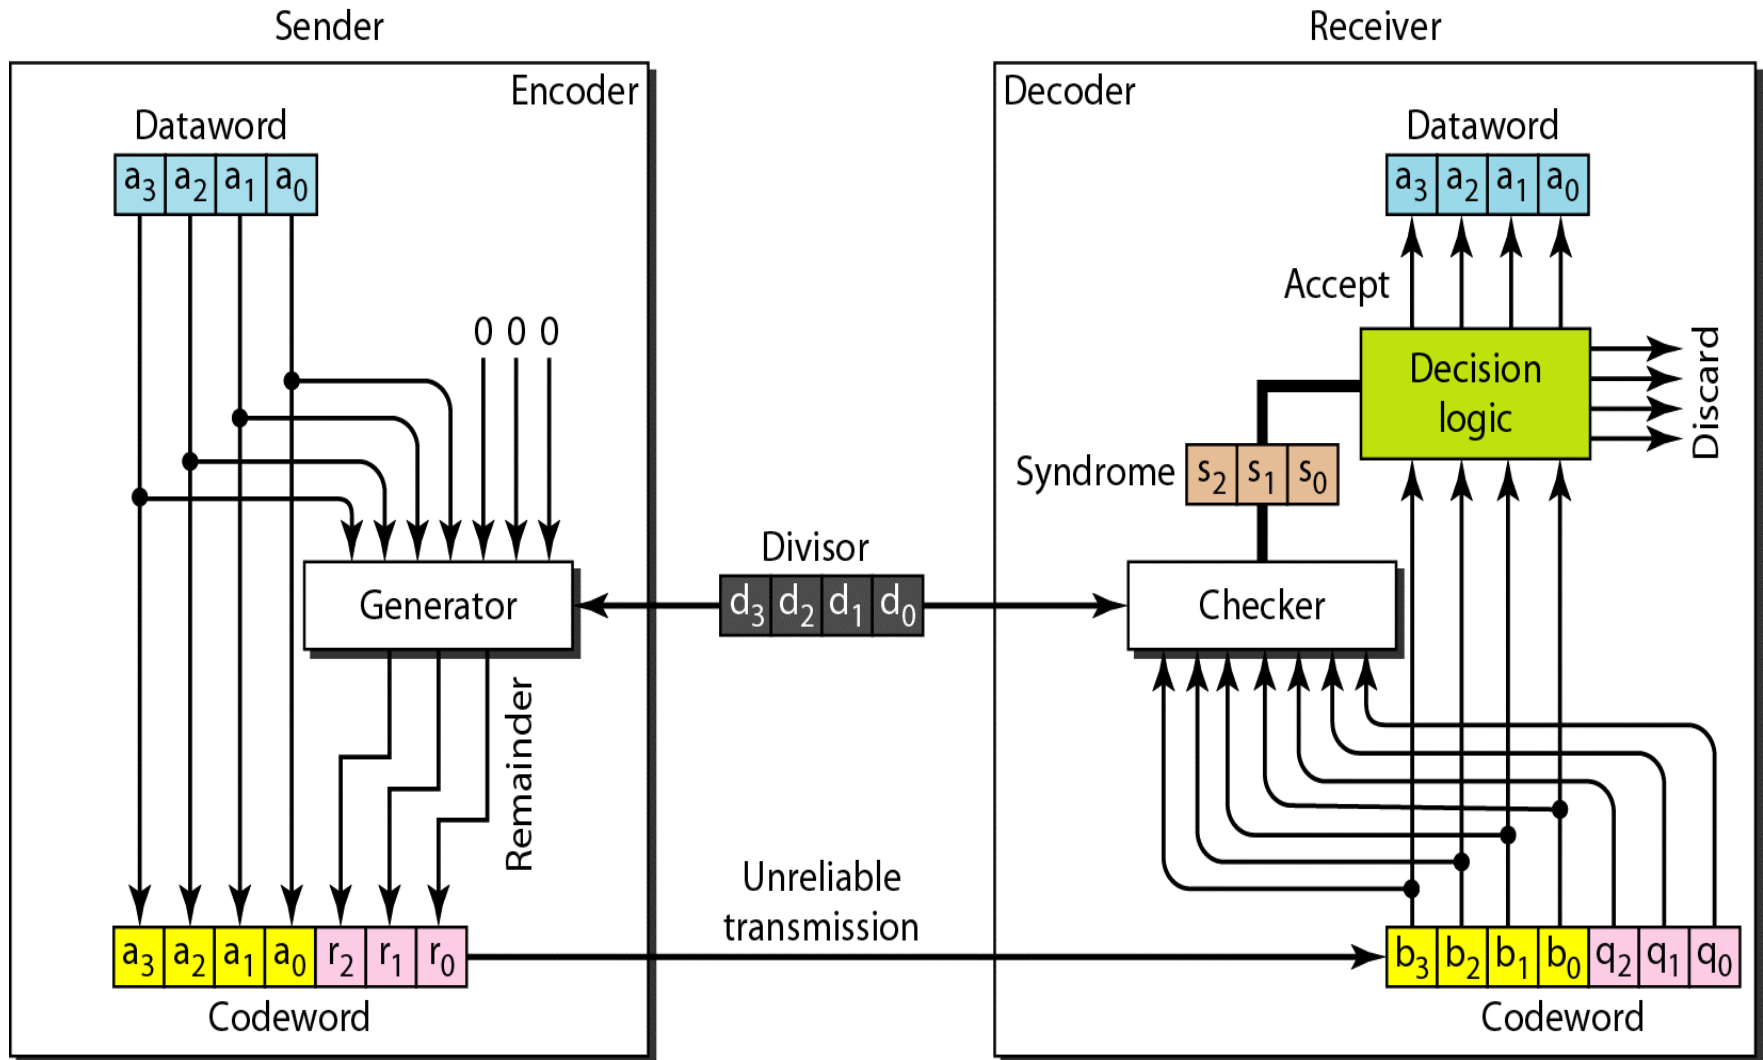 Sender
Encoder
Dataword
a3 a2 a1 a0
0 0 0
Generator
Remainder
a3 a2 a1 a0 r2 r1 r0
Codeword
Divisor
d3 d2 d1 d0
Unreliable
transmission
Receiver
Decoder
Dataword
a3 a2 a1 a0
Accept
Decision
logic
Discard
Syndrome
s2 s1 s0
Checker
b3 b2 b1 b0 q2 q1 q0
Codeword